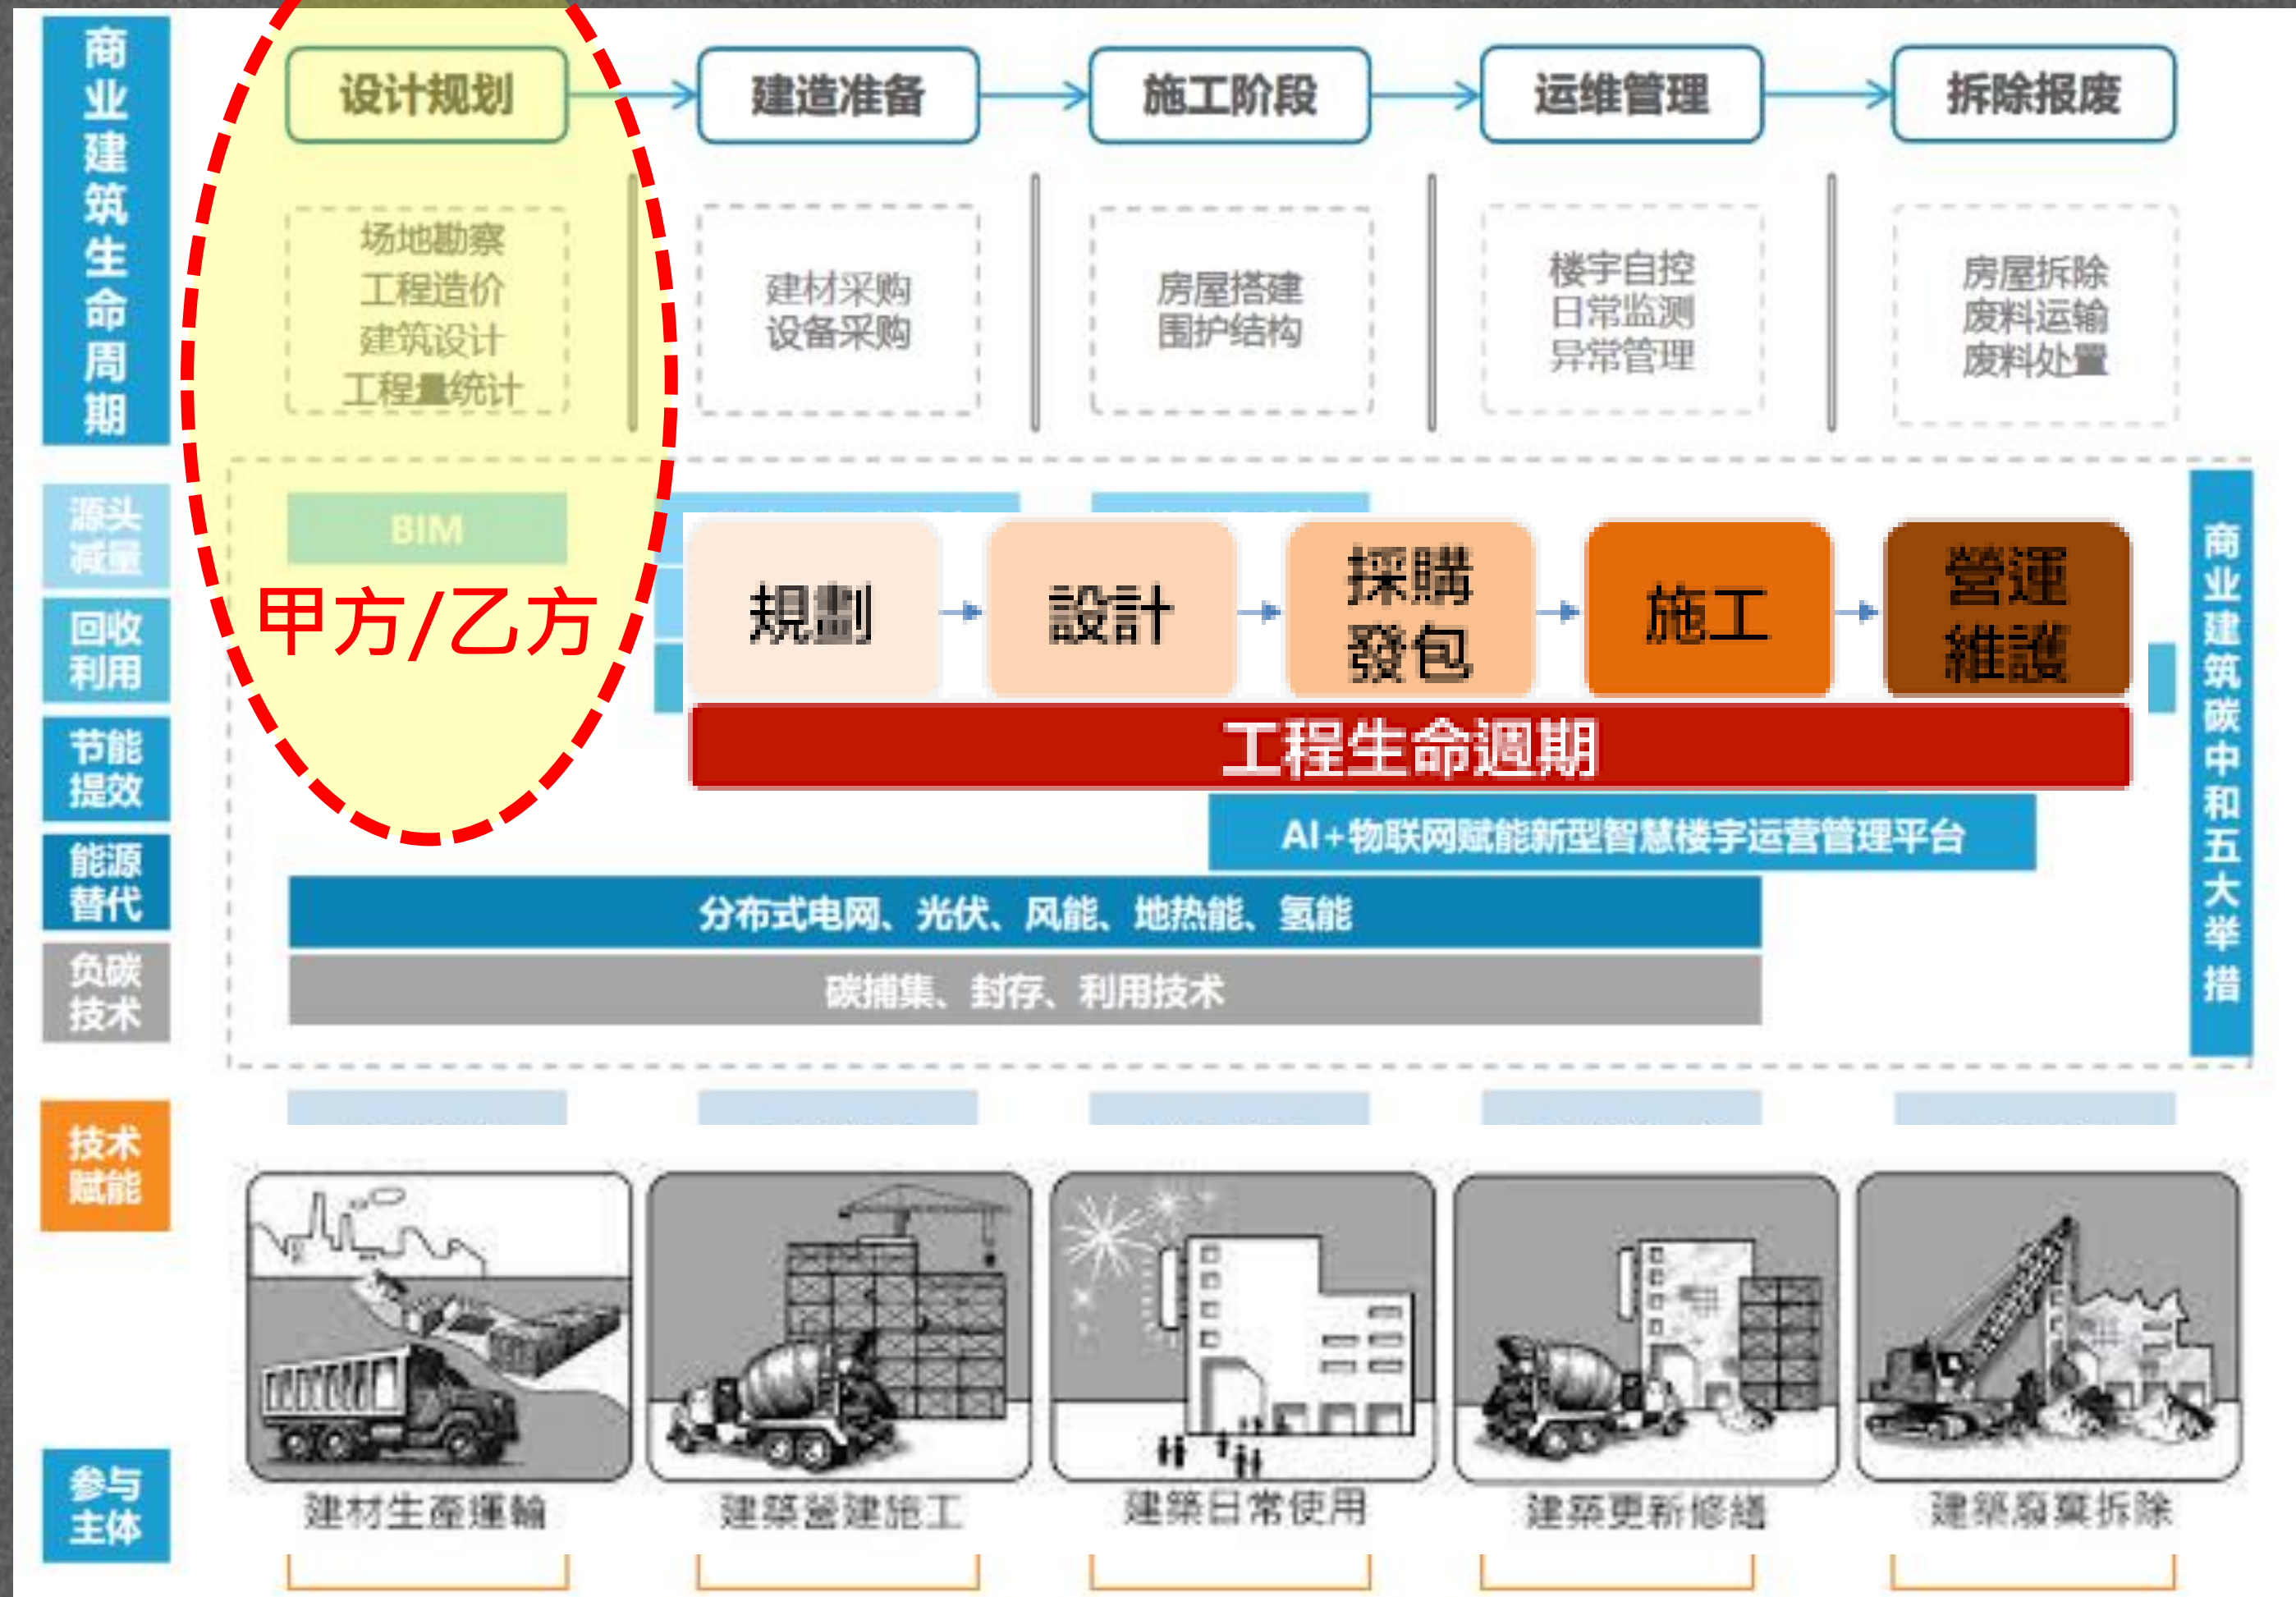 商业建筑生命周期
设计规划
建造准备
施工阶段
运维管理
拆除报废
场地勘察
工程造价
建筑设计
工程量统计
建材采购
设备采购
房屋搭建
围护结构
楼宇自控
日常监测
异常管理
房屋拆除
废料运输
废料处置
源头
减量
回收
利用
节能
提效
能源
替代
负碳
技术
BIM
甲方/乙方
規劃
設計
採購
發包
施工
營運
維護
工程生命週期
AI+物联网赋能新型智慧楼宇运营管理平台
分布式电网、光伏、风能、地热能、氢能
碳捕集、封存、利用技术
商业建筑碳中和五大举措
技术
赋能
参与
主体
建材生產運輸
建築營建施工
建築日常使用
建築更新修繕
建築廢棄拆除